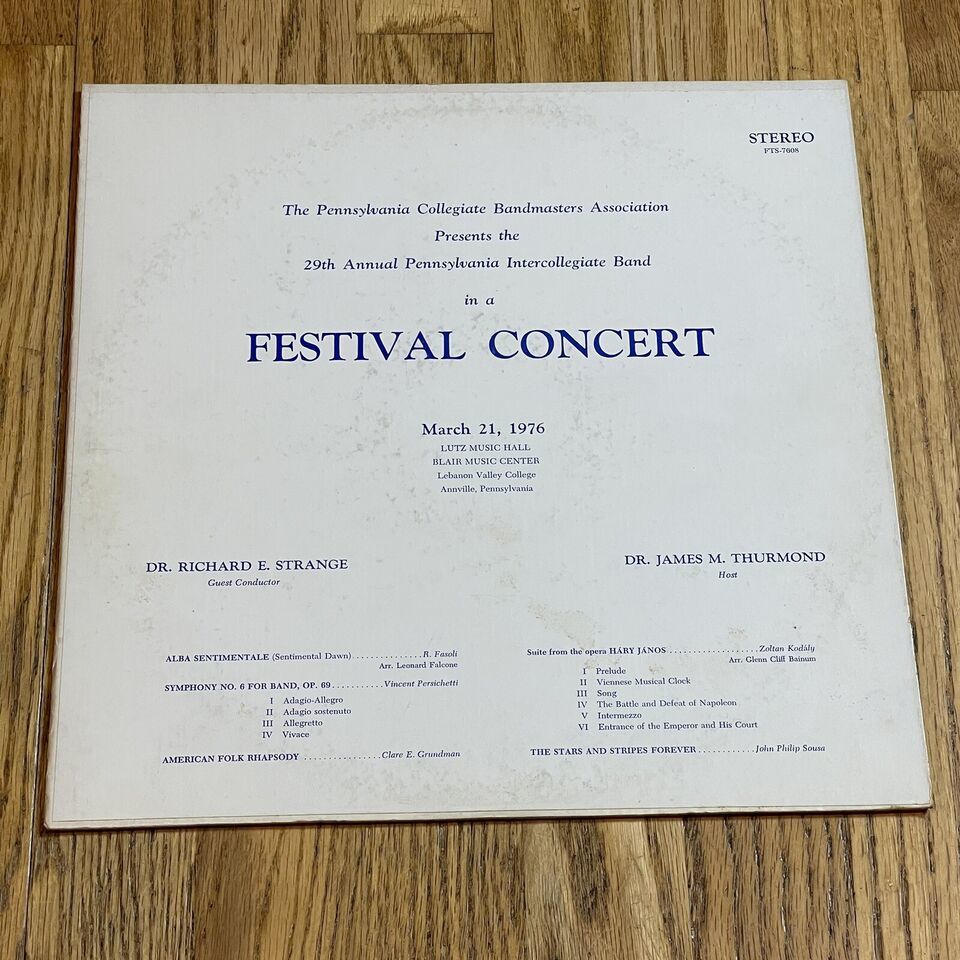 STEREO
FTS-7608
The Pennsylvania Collegiate Bandmasters Association
Presents the
29th Annual Pennsylvania Intercollegiate Band
in a
FESTIVAL CONCERT
March 21, 1976
LUTZ MUSIC HALL
BLAIR MUSIC CENTER
Lebanon Valley College
Annville, Pennsylvania
DR. RICHARD E. STRANGE
Guest Conductor
DR. JAMES M. THURMOND
Host
ALBA SENTIMENTALE (Sentimental Dawn)...............R. Fasoli
Arr. Leonard Falcone
SYMPHONY NO. 6 FOR BAND, OP. 69...........Vincent Persichetti
I Adagio-Allegro
II Adagio sostenuto
III Allegretto
IV Vivace
AMERICAN FOLK RHAPSODY ................Clare E. Grundman
Suite from the opera HÁRY JÁNOS...................Zoltan Kodály
Arr. Glenn Cliff Bainum
I Prelude
II Viennese Musical Clock
III Song
IV The Battle and Defeat of Napoleon
V Intermezzo
VI Entrance of the Emperor and His Court
THE STARS AND STRIPES FOREVER............John Philip Sousa